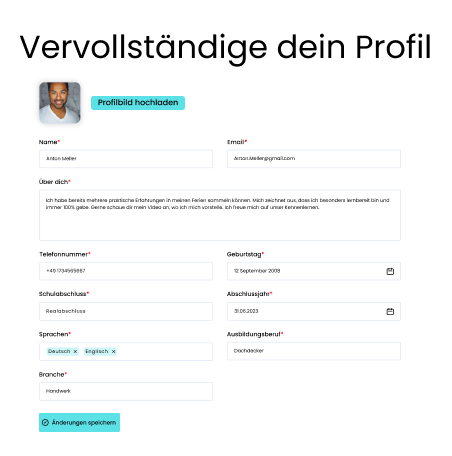 Vervollständige dein Profil
Profilbild hochladen
Name*
Email*
Anton Meller
Anton.Meller@gmail.com
Über dich*
Ich habe bereits mehrere praktische Erfahrungen in meinen Ferien sammeln können. Mich zeichnet aus, dass ich besonders lernbereit bin und
immer 100% gebe. Gerne schaue dir mein Video an, wo ich mich vorstelle. Ich freue mich auf unser Kennenlernen.
Telefonnummer*
Geburtstag*
+49 1734565667
12 September 2008
Schulabschluss*
Abschlussjahr*
Realabschluss
31.06.2023
Sprachen*
Ausbildungsberuf*
Deutsch × Englisch ×
Dachdecker
Branche*
Handwerk
Änderungen speichern